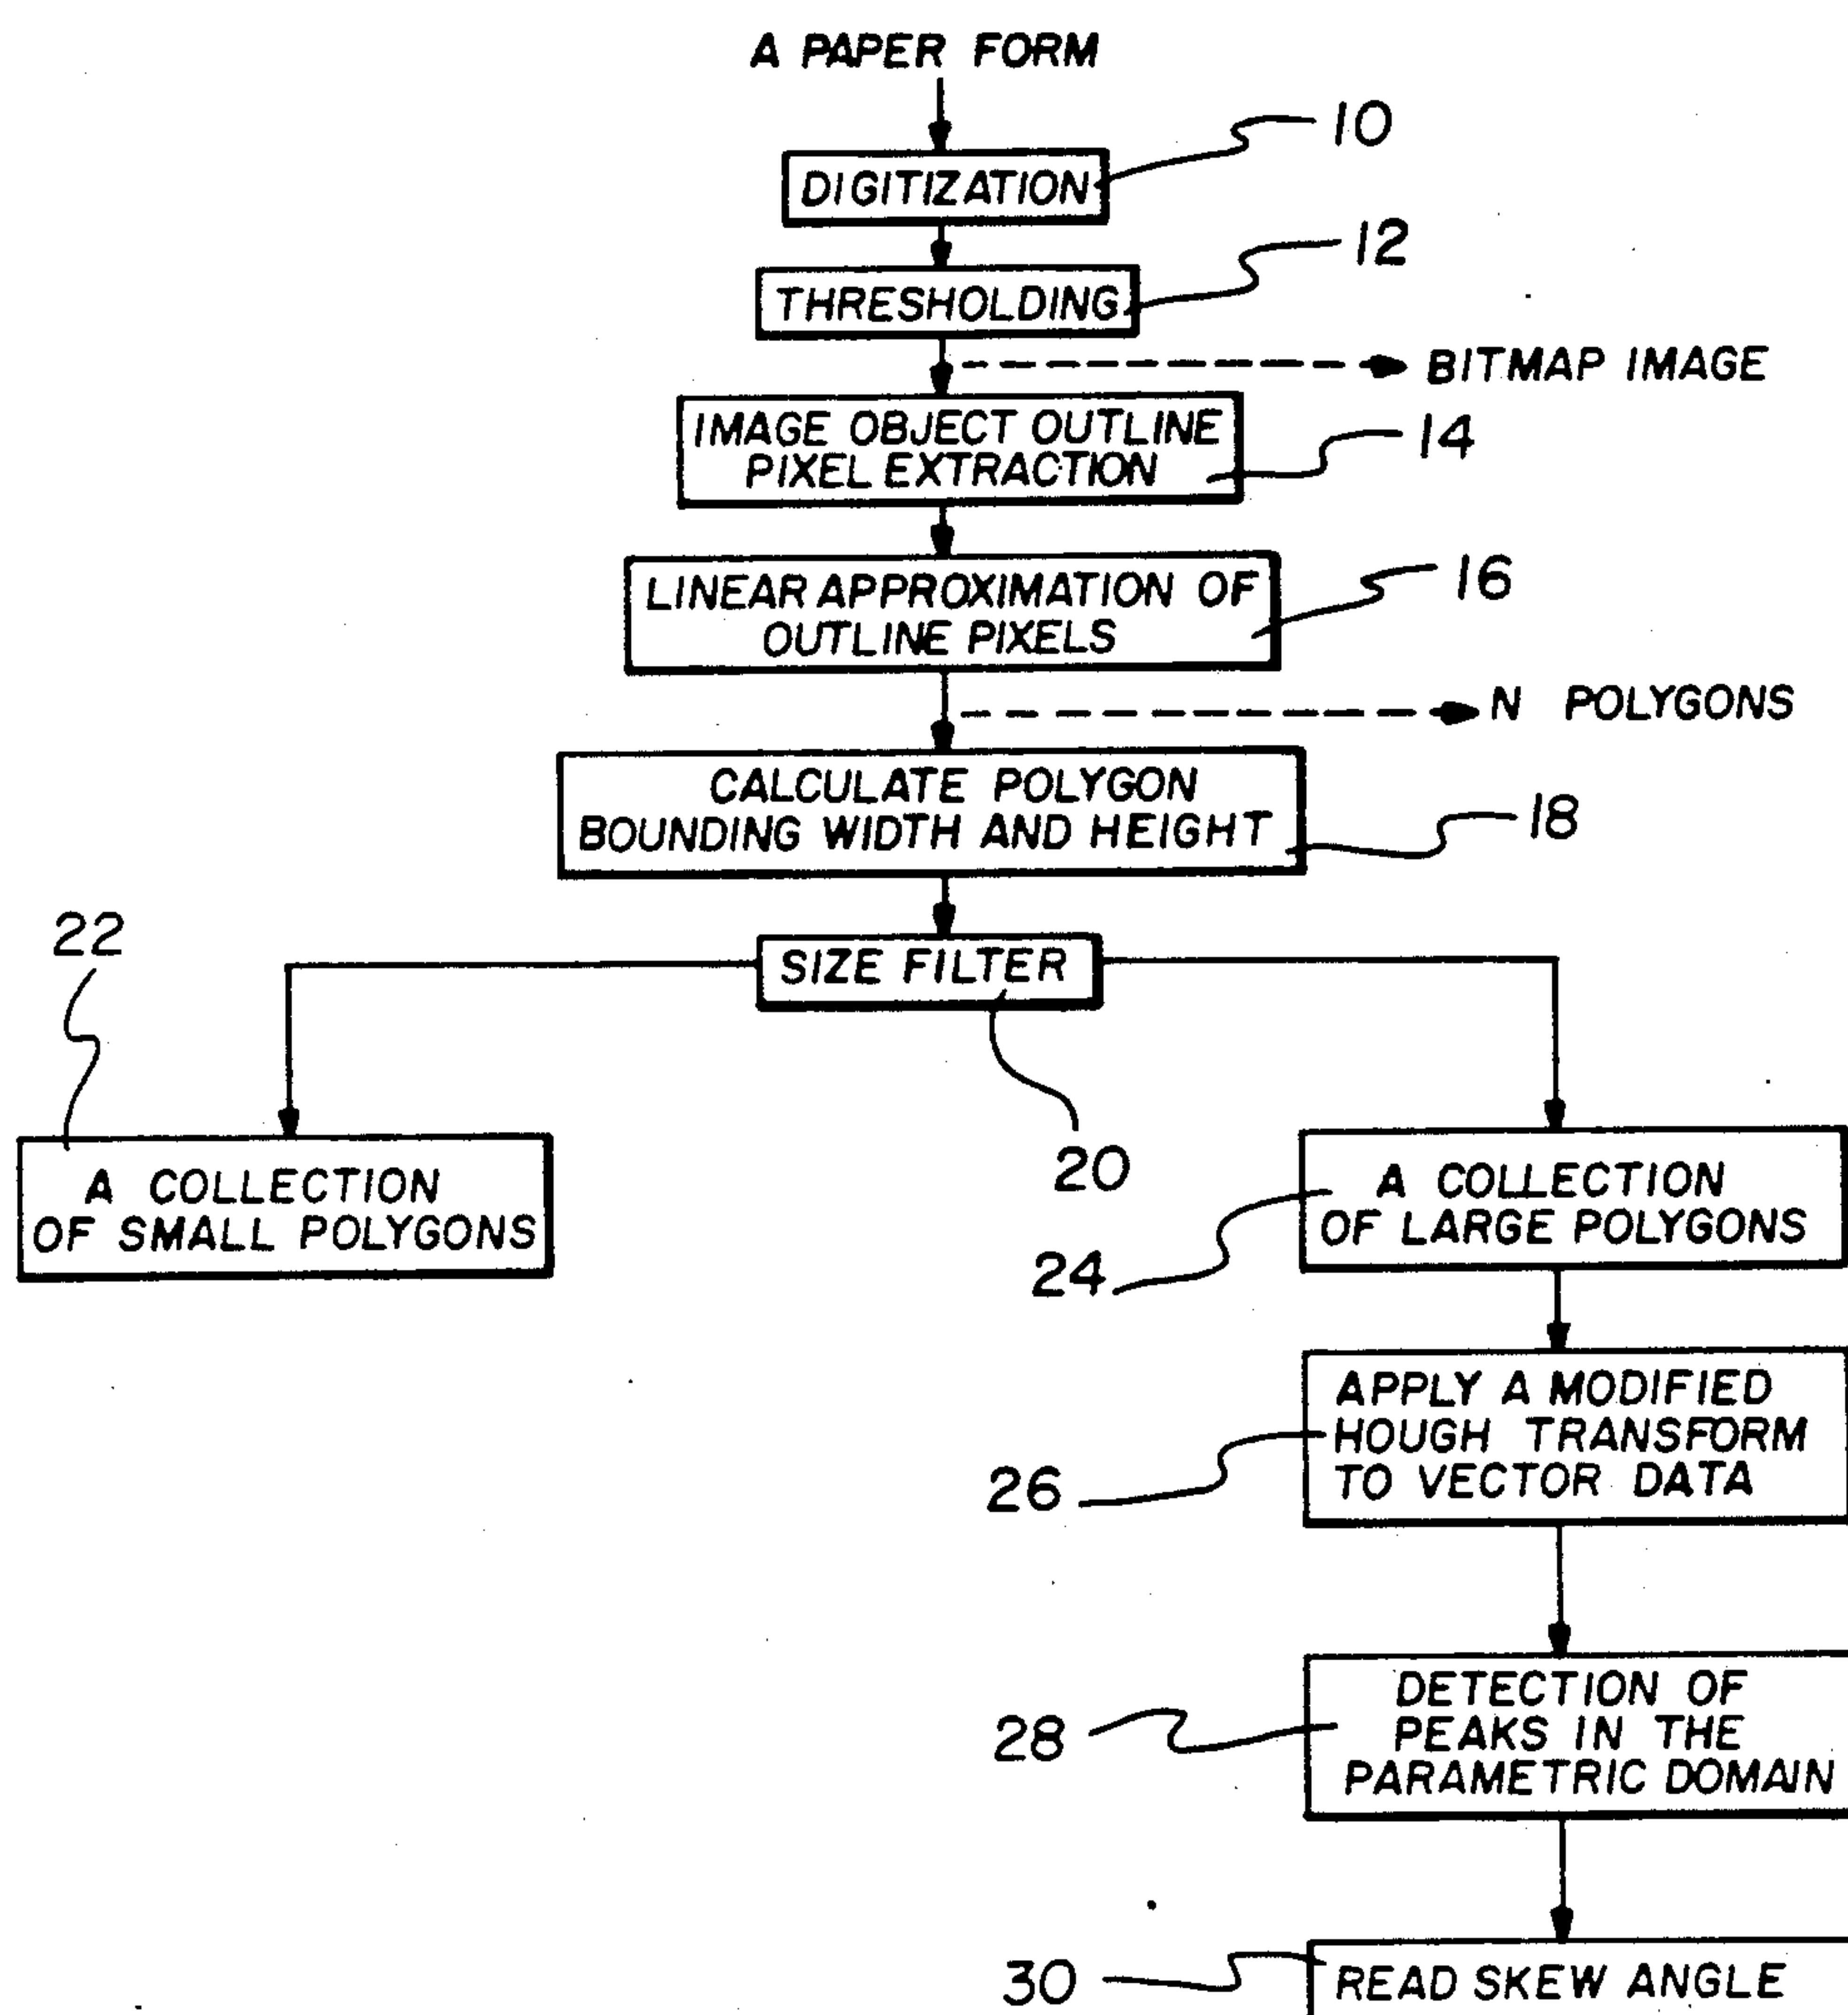 A PAPER FORM
10
DIGITIZATION
12
THRESHOLDING
BITMAP IMAGE
IMAGE OBJECT OUTLINE
PIXEL EXTRACTION
14
LINEAR APPROXIMATION OF
OUTLINE PIXELS
16
N POLYGONS
CALCULATE POLYGON
BOUNDING WIDTH AND HEIGHT
18
22
SIZE FILTER
20
A COLLECTION
OF SMALL POLYGONS
A COLLECTION
OF LARGE POLYGONS
24
APPLY A MODIFIED
HOUGH TRANSFORM
TO VECTOR DATA
26
DETECTION OF
PEAKS IN THE
PARAMETRIC DOMAIN
28
30
READ SKEW ANGLE